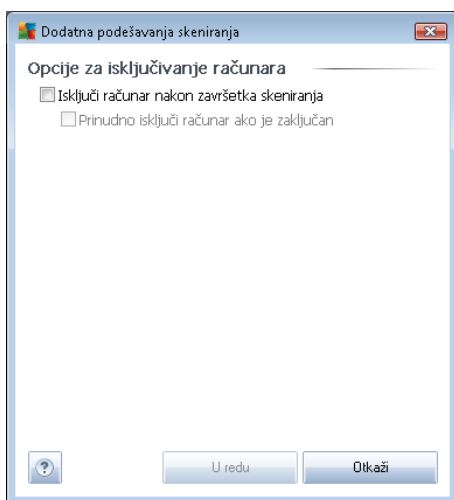 Dodatna podešavanja skeniranja
Opcije za isključivanje računara
Isključi računar nakon završetka skeniranja
Prinudno isključi računar ako je zaključan
?
U redu
Otkaži